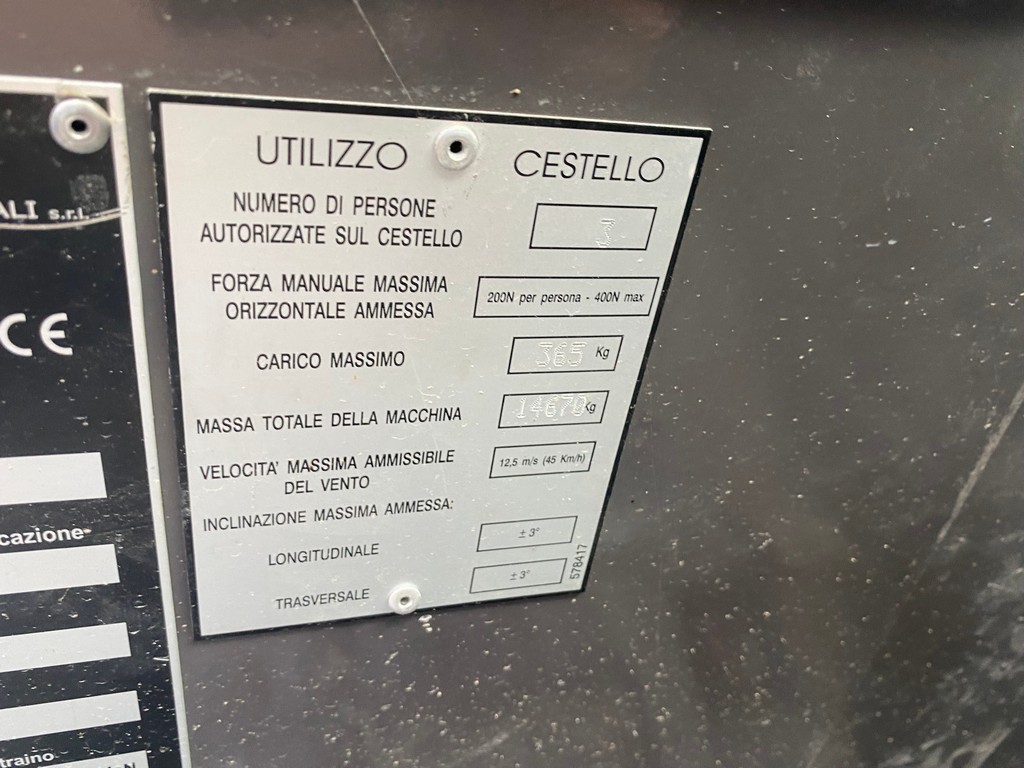 ALI s.r.l.
CE
cazione
traino
UTILIZZO CESTELLO
NUMERO DI PERSONE
AUTORIZZATE SUL CESTELLO 3
FORZA MANUALE MASSIMA
ORIZZONTALE AMMESSA 200N per persona - 400N max
CARICO MASSIMO 365 Kg
MASSA TOTALE DELLA MACCHINA 14670 Kg
VELOCITA' MASSIMA AMMISSIBILE
DEL VENTO 12,5 m/s (45 Km/h)
INCLINAZIONE MASSIMA AMMESSA:
LONGITUDINALE ± 3°
TRASVERSALE ± 3°
578417